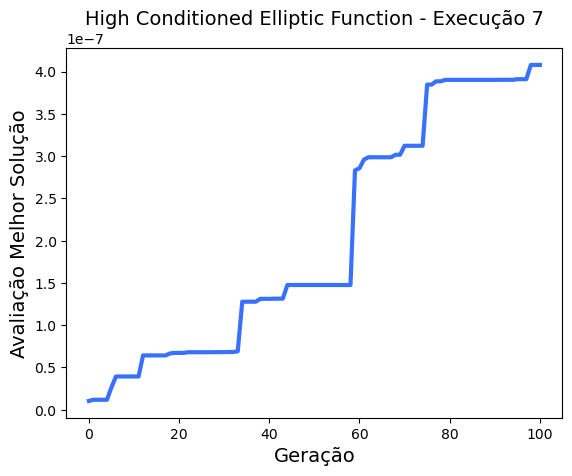 High Conditioned Elliptic Function - Execução 7
1e−7
4.0
3.5
3.0
2.5
2.0
1.5
1.0
0.5
0.0
Avaliação Melhor Solução
0 20 40 60 80 100
Geração